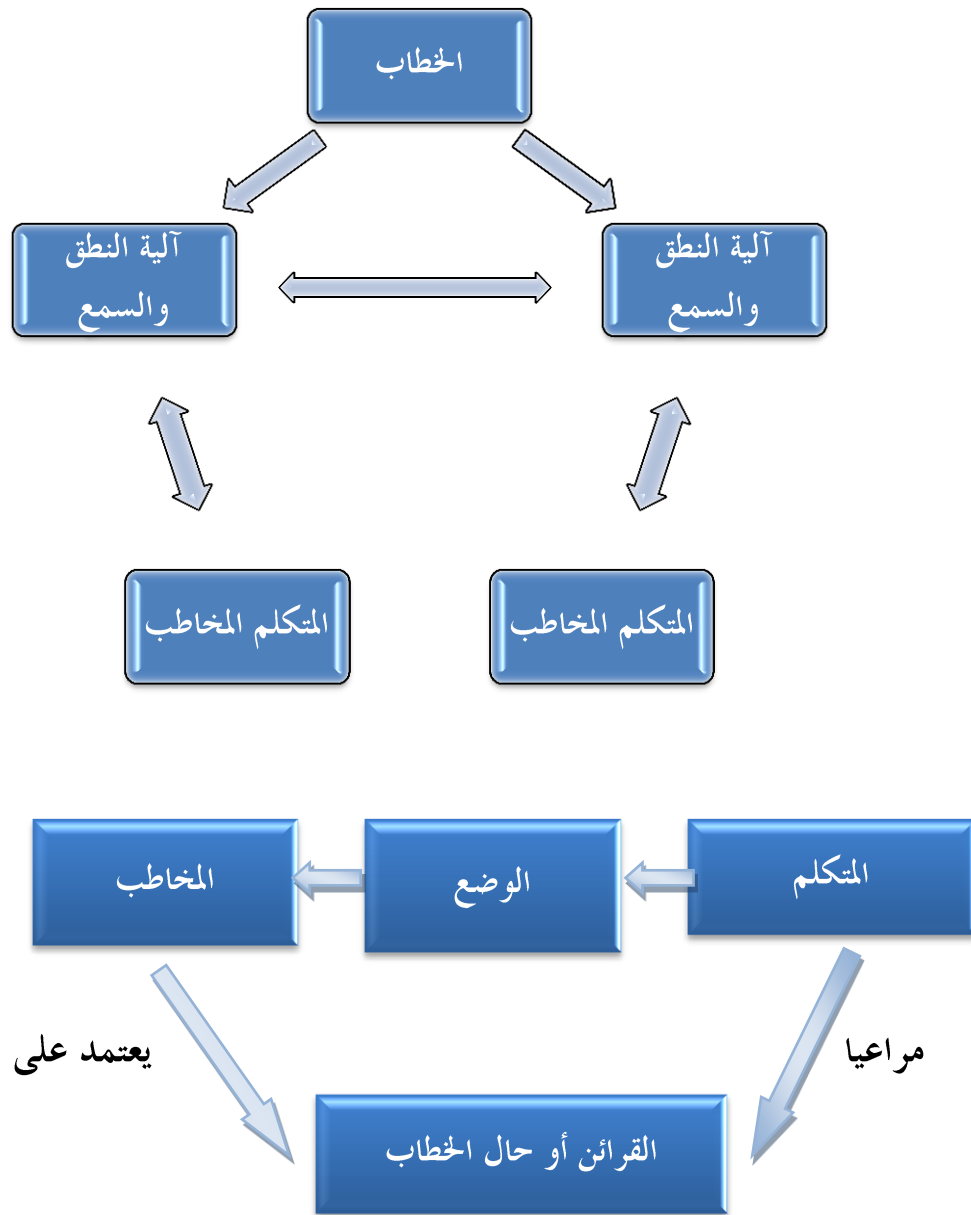 الخطاب
آلية النطق
والسمع
آلية النطق
والسمع
المتكلم المخاطب
المتكلم المخاطب
المتكلم
الوضع
المخاطب
مراعيا
يعتمد على
القرائن أو حال الخطاب